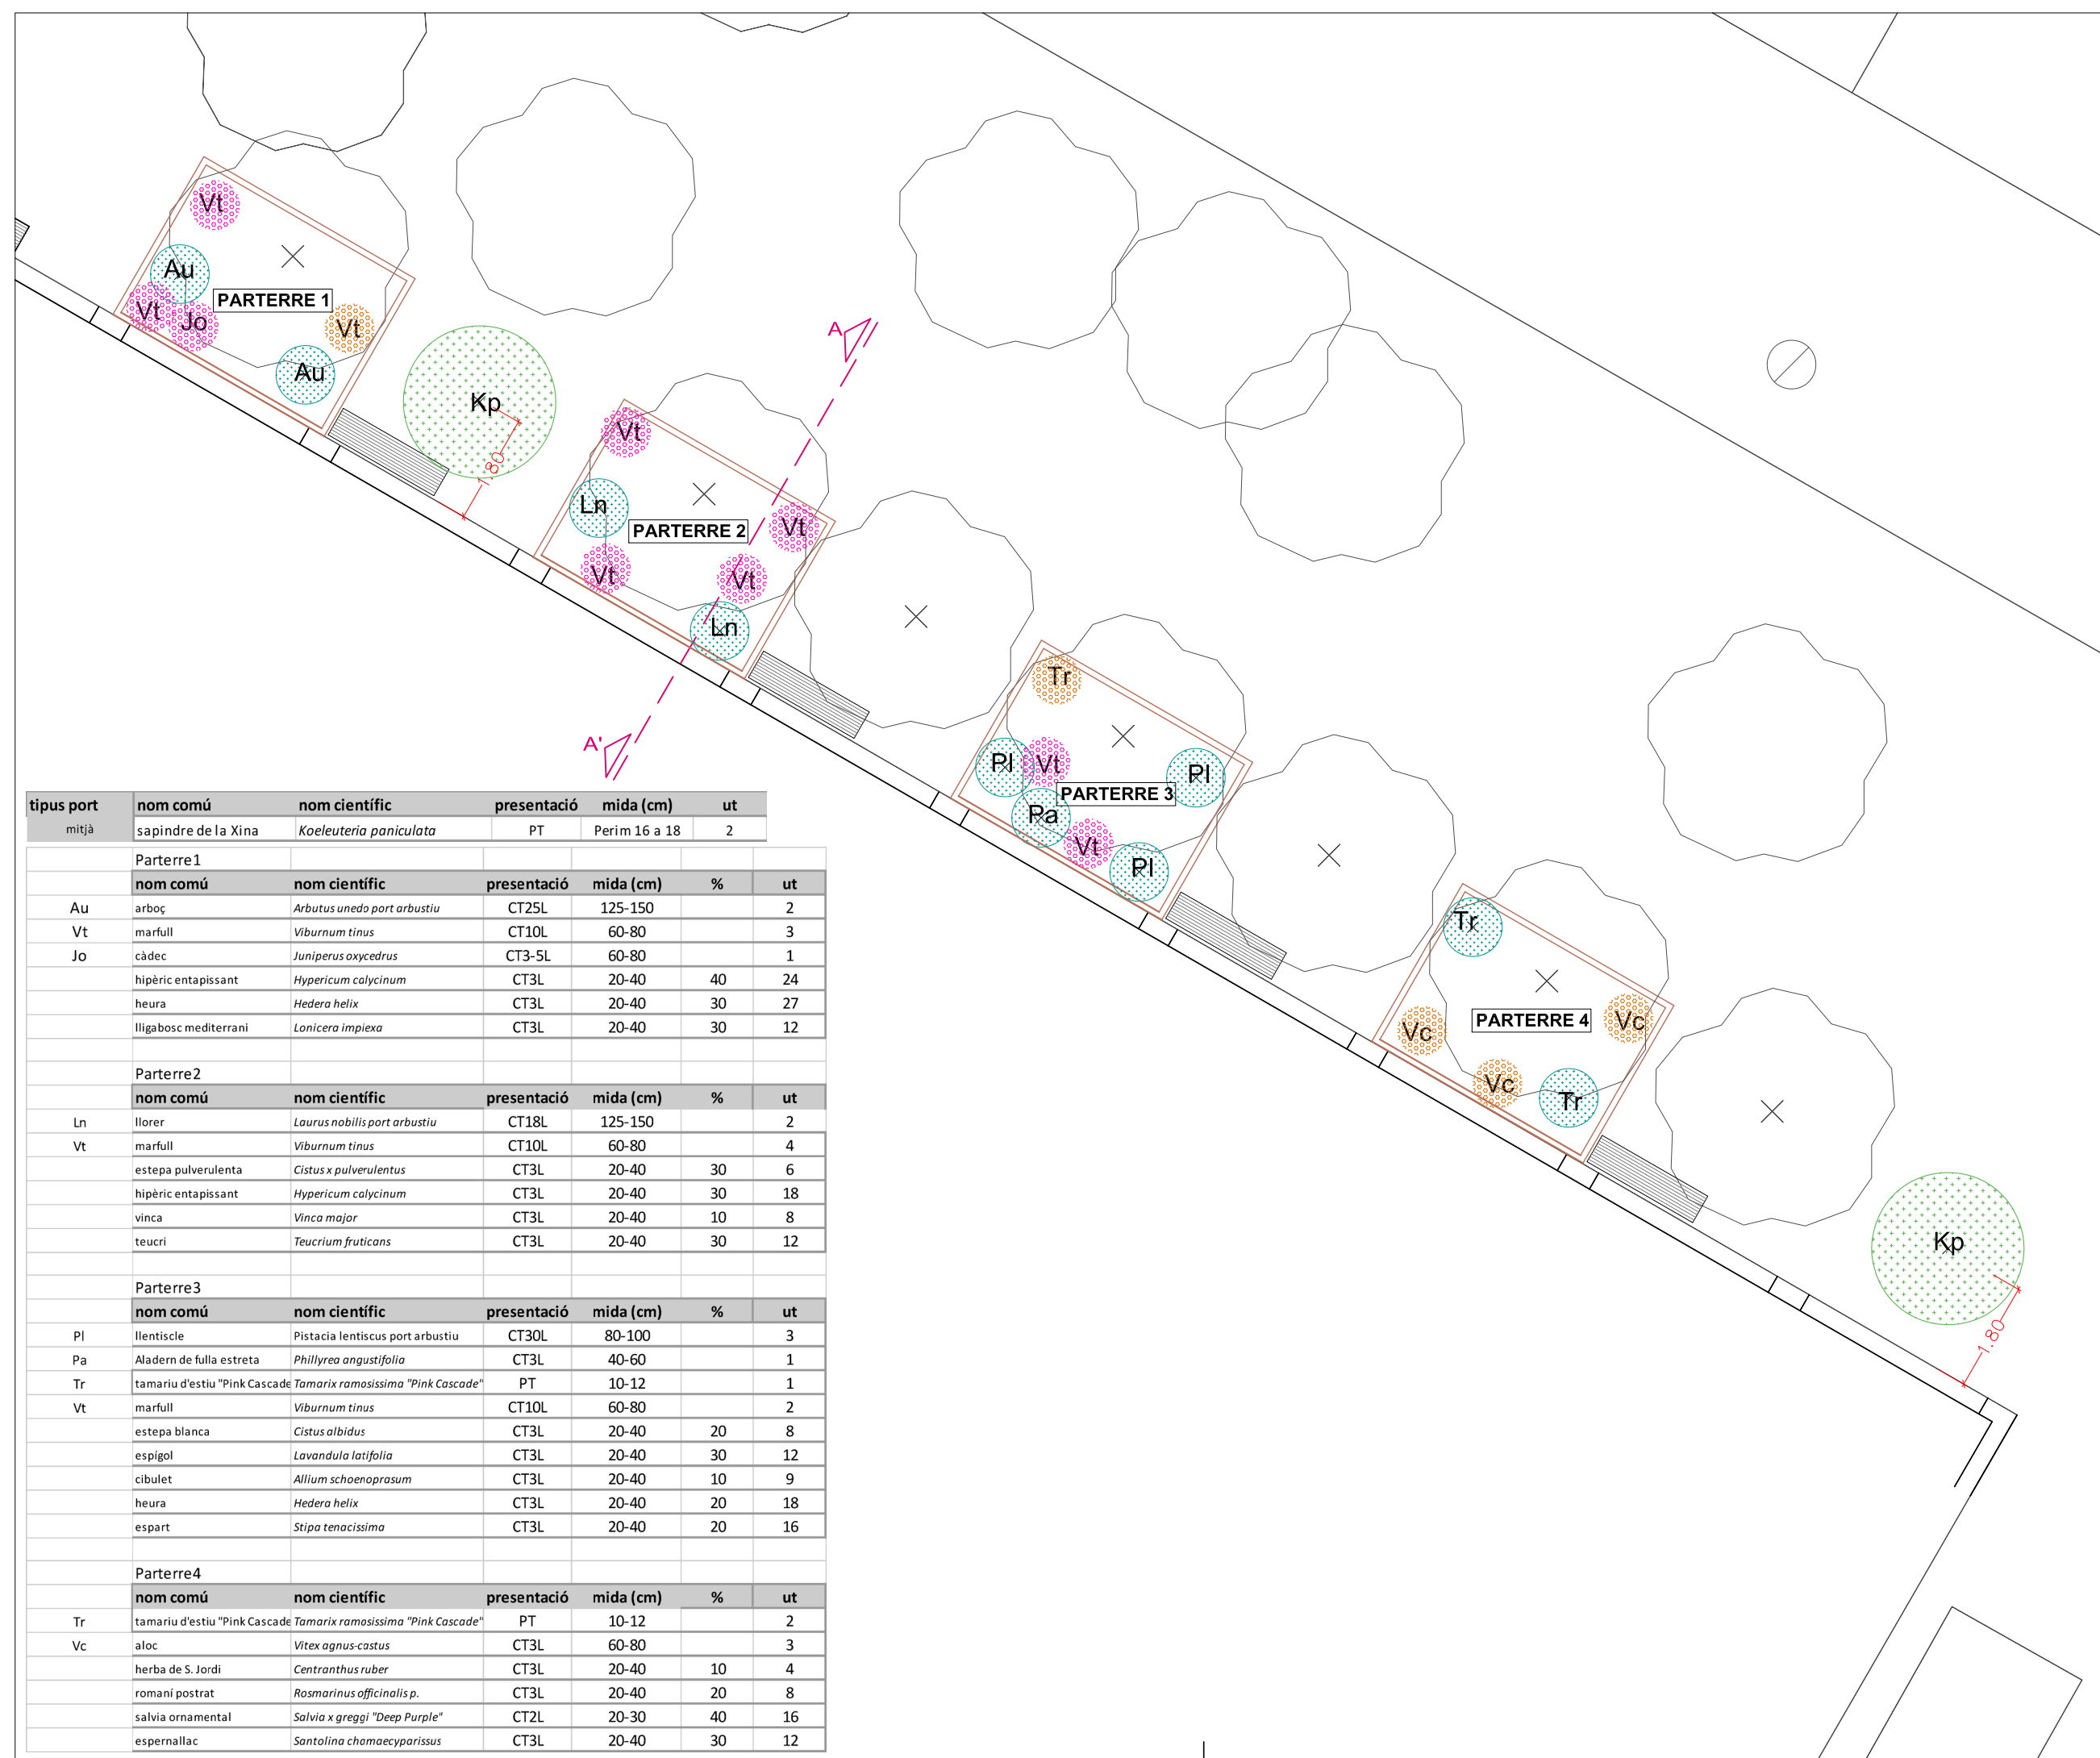 Vt
Au
PARTERRE 1
Vt
Jo
Vt
Au
Kp
1.80
A
Vt
Ln
PARTERRE 2
Vt
Vt
Vt
Ln
A'
Tr
Pl
Vt
Pl
PARTERRE 3
Pa
Vt
Pl
Tr
Vc
PARTERRE 4
Vc
Vc
Tr
Kp
1.80
tipus port nom comú nom científic presentació mida (cm) ut
mitjà sapindre de la Xina Koeleuteria paniculata PT Perim 16 a 18 2
Parterre1
nom comú nom científic presentació mida (cm) % ut
Au arboç Arbutus unedo port arbustiu CT25L 125-150 2
Vt marfull Viburnum tinus CT10L 60-80 3
Jo càdec Juniperus oxycedrus CT3-5L 60-80 1
hipèric entapissant Hypericum calycinum CT3L 20-40 40 24
heura Hedera helix CT3L 20-40 30 27
lligabosc mediterrani Lonicera impiexa CT3L 20-40 30 12
Parterre2
nom comú nom científic presentació mida (cm) % ut
Ln llorer Laurus nobilis port arbustiu CT18L 125-150 2
Vt marfull Viburnum tinus CT10L 60-80 4
estepa pulverulenta Cistus x pulverulentus CT3L 20-40 30 6
hipèric entapissant Hypericum calycinum CT3L 20-40 30 18
vinca Vinca major CT3L 20-40 10 8
teucri Teucrium fruticans CT3L 20-40 30 12
Parterre3
nom comú nom científic presentació mida (cm) % ut
Pl llentiscle Pistacia lentiscus port arbustiu CT30L 80-100 3
Pa Aladern de fulla estreta Phillyrea angustifolia CT3L 40-60 1
Tr tamariu d'estiu "Pink Cascade Tamarix ramosissima "Pink Cascade" PT 10-12 1
Vt marfull Viburnum tinus CT10L 60-80 2
estepa blanca Cistus albidus CT3L 20-40 20 8
espígol Lavandula latifolia CT3L 20-40 30 12
cibulet Allium schoenoprasum CT3L 20-40 10 9
heura Hedera helix CT3L 20-40 20 18
espart Stipa tenacissima CT3L 20-40 20 16
Parterre4
nom comú nom científic presentació mida (cm) % ut
Tr tamariu d'estiu "Pink Cascade Tamarix ramosissima "Pink Cascade" PT 10-12 2
Vc aloc Vitex agnus-castus CT3L 60-80 3
herba de S. Jordi Centranthus ruber CT3L 20-40 10 4
romaní postrat Rosmarinus officinalis p. CT3L 20-40 20 8
salvia ornamental Salvia x greggi "Deep Purple" CT2L 20-30 40 16
espernallac Santolina chamaecyparissus CT3L 20-40 30 12